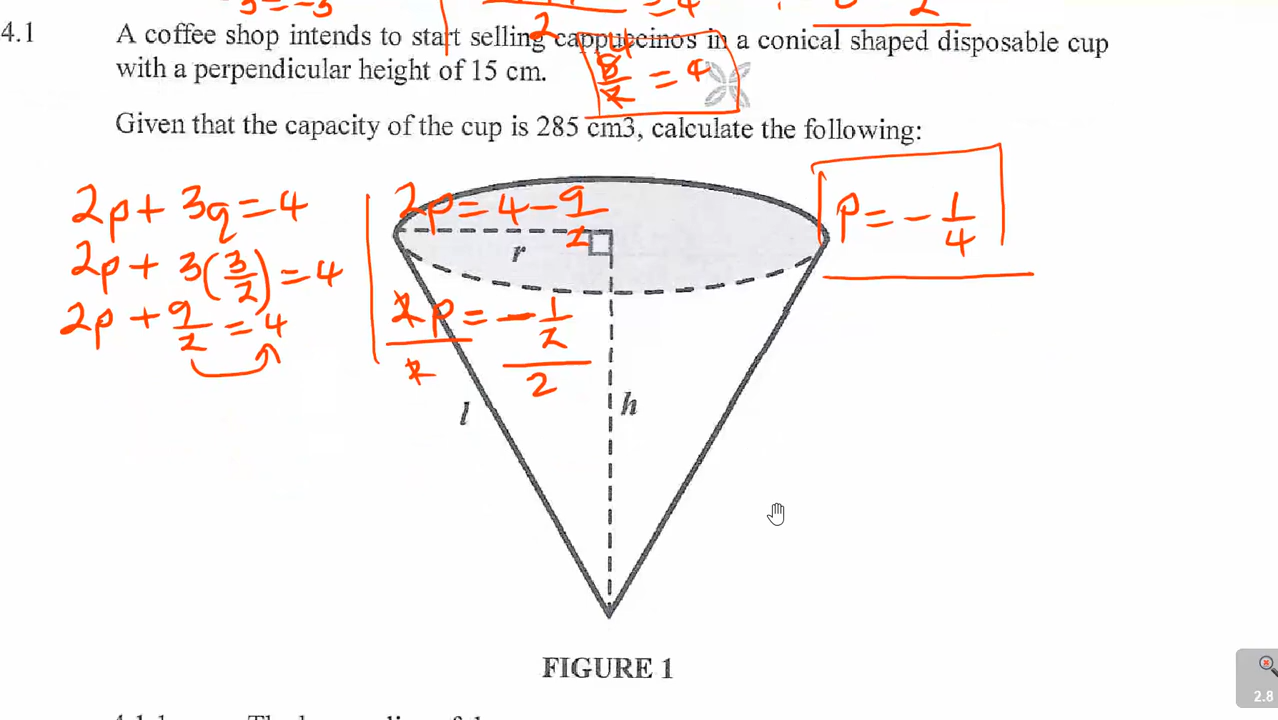 4.1 A coffee shop intends to start selling cappuccinos in a conical shaped disposable cup
with a perpendicular height of 15 cm.
8/2 = 4
Given that the capacity of the cup is 285 cm3, calculate the following:
2p + 3q = 4
2p + 3(3/2) = 4
2p + 9/2 = 4
2p = 4 - 9/2
2p/2 = -1/2/2
p = -1/4
r
l
h
FIGURE 1
2.8